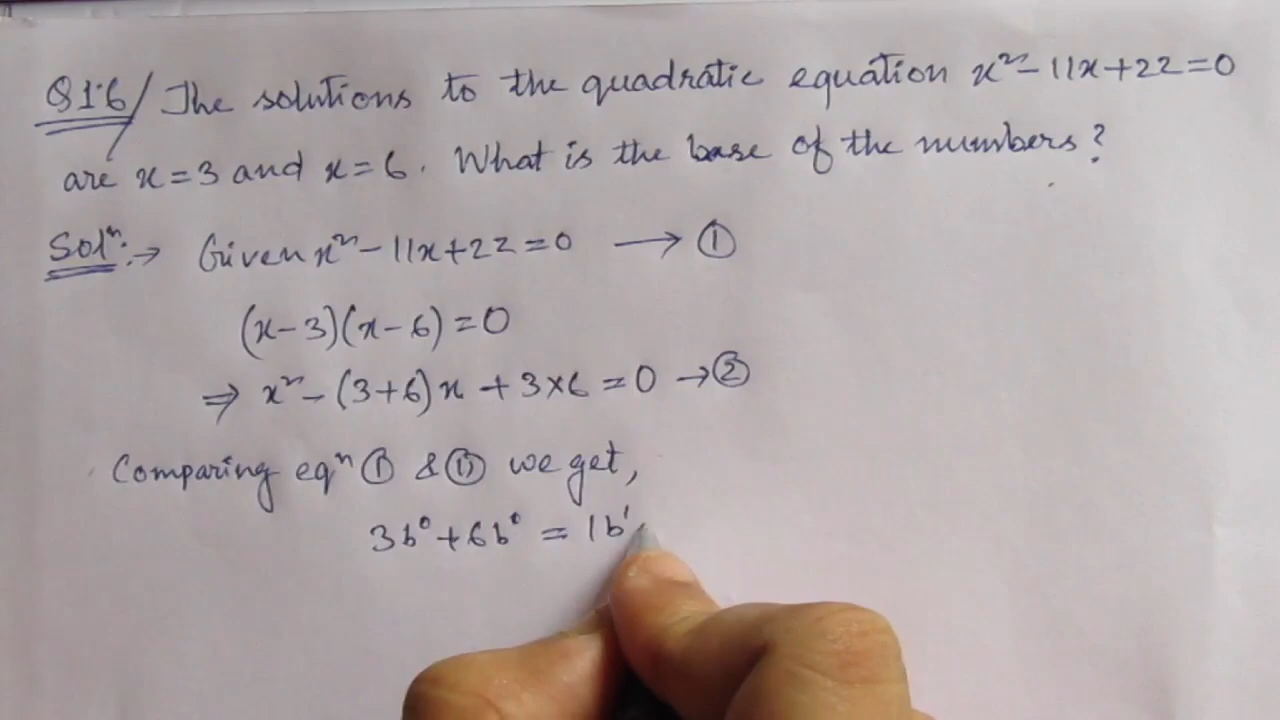 Q1.6/ The solutions to the quadratic equation x² - 11x + 22 = 0
are x = 3 and x = 6. What is the base of the numbers?
Solⁿ:→ Given x² - 11x + 22 = 0 → ①
(x - 3)(x - 6) = 0
⇒ x² - (3+6)x + 3×6 = 0 → ②
Comparing eqⁿ ① & ⑪ we get,
3b⁰ + 6b⁰ = 1b¹